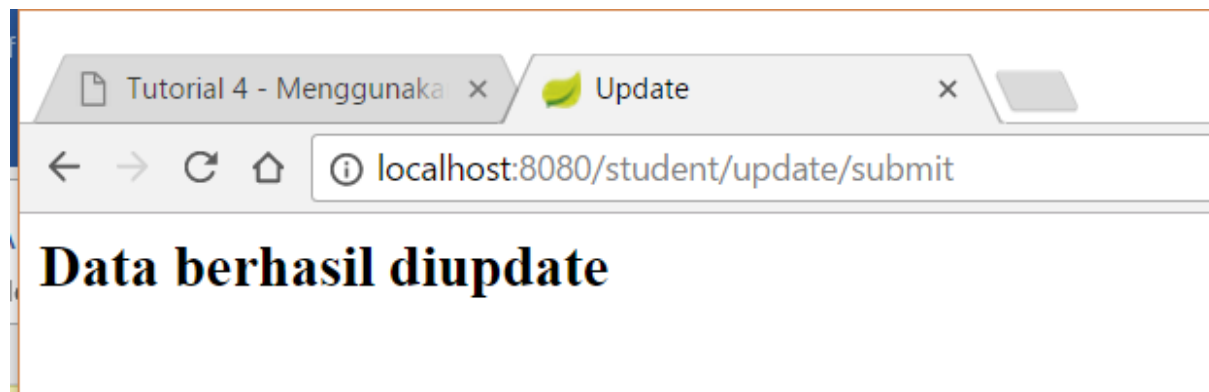 Tutorial 4 - Menggunaka
Update
localhost:8080/student/update/submit
Data berhasil diupdate